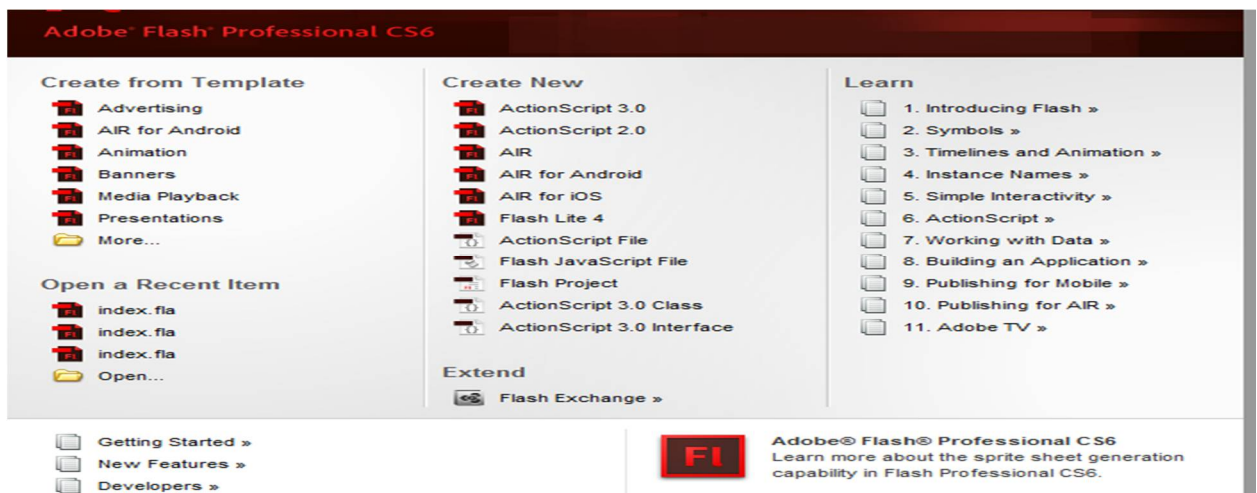 Adobe® Flash® Professional CS6
Create from Template
Advertising
AIR for Android
Animation
Banners
Media Playback
Presentations
More...
Open a Recent Item
index.fla
index.fla
index.fla
Open...
Create New
ActionScript 3.0
ActionScript 2.0
AIR
AIR for Android
AIR for iOS
Flash Lite 4
ActionScript File
Flash JavaScript File
Flash Project
ActionScript 3.0 Class
ActionScript 3.0 Interface
Extend
Flash Exchange »
Learn
1. Introducing Flash »
2. Symbols »
3. Timelines and Animation »
4. Instance Names »
5. Simple Interactivity »
6. ActionScript »
7. Working with Data »
8. Building an Application »
9. Publishing for Mobile »
10. Publishing for AIR »
11. Adobe TV »
Getting Started »
New Features »
Developers »
Fl
Adobe® Flash® Professional CS6
Learn more about the sprite sheet generation
capability in Flash Professional CS6.